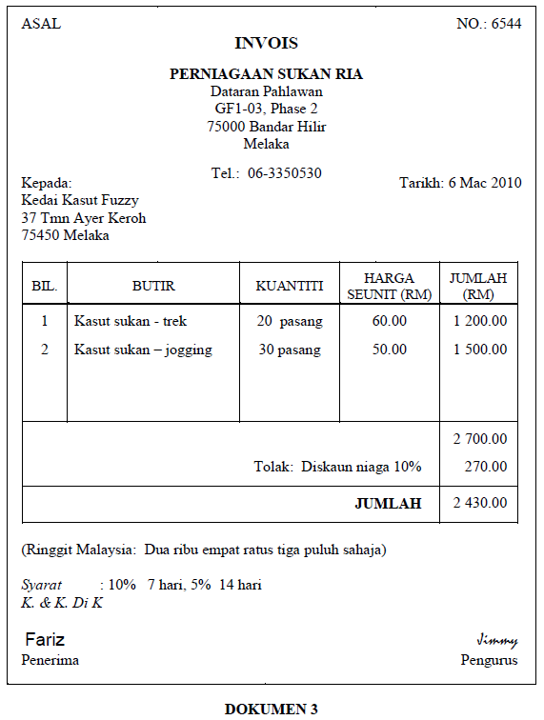 ASAL NO.: 6544
INVOIS
PERNIAGAAN SUKAN RIA
Dataran Pahlawan
GF1-03, Phase 2
75000 Bandar Hilir
Melaka
Tel.: 06-3350530
Kepada: Tarikh: 6 Mac 2010
Kedai Kasut Fuzzy
37 Tmn Ayer Keroh
75450 Melaka
BIL. BUTIR KUANTITI HARGA SEUNIT (RM) JUMLAH (RM)
1 Kasut sukan - trek 20 pasang 60.00 1 200.00
2 Kasut sukan – jogging 30 pasang 50.00 1 500.00
2 700.00
Tolak: Diskaun niaga 10% 270.00
JUMLAH 2 430.00
(Ringgit Malaysia: Dua ribu empat ratus tiga puluh sahaja)
Syarat : 10% 7 hari, 5% 14 hari
K. & K. Di K
Fariz Jimmy
Penerima Pengurus
DOKUMEN 3